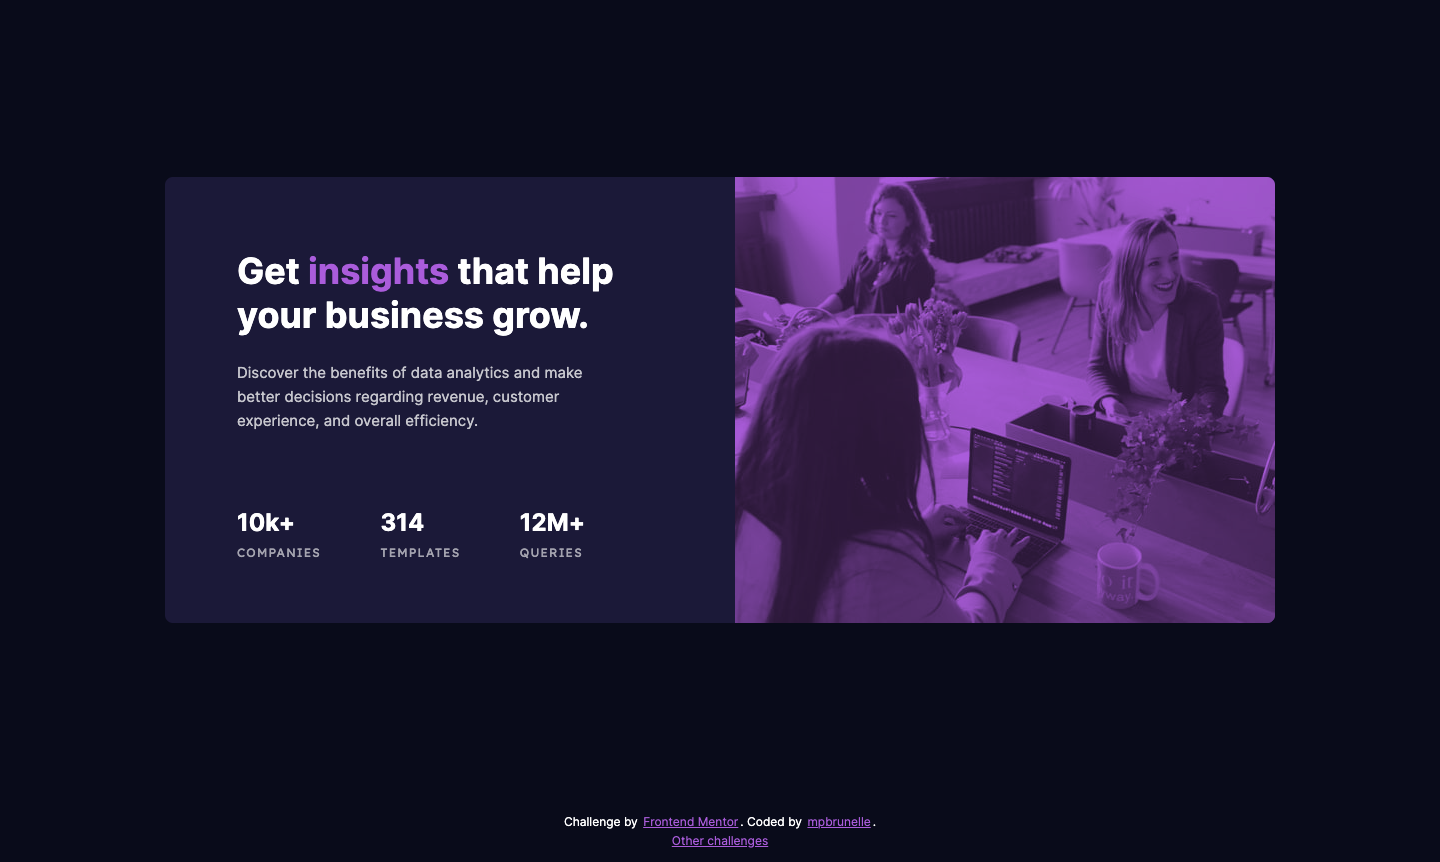 Get insights that help
your business grow.
Discover the benefits of data analytics and make
better decisions regarding revenue, customer
experience, and overall efficiency.
10k+ 314 12M+
COMPANIES TEMPLATES QUERIES
Challenge by Frontend Mentor. Coded by mpbrunelle.
Other challenges